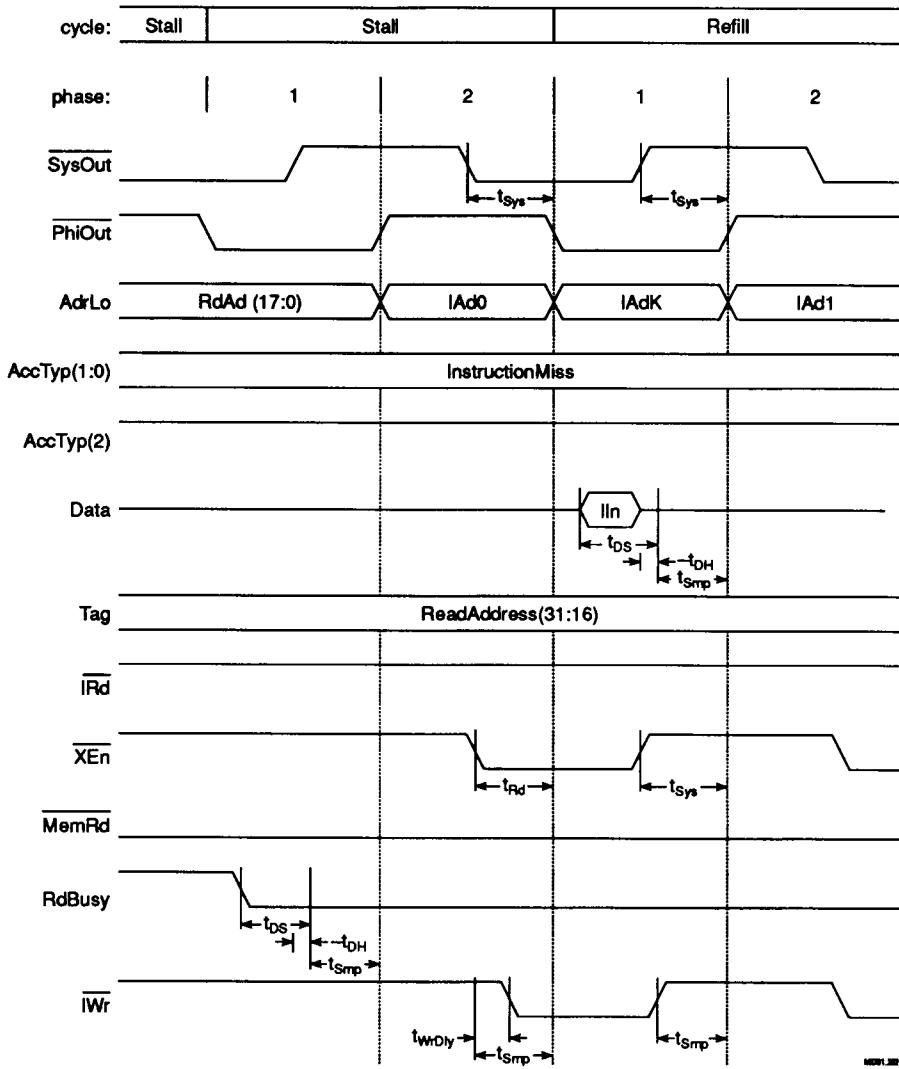 cycle: Stall Stall Refill
phase: 1 2 1 2
SysOut
tSys tSys
PhiOut
AdrLo RdAd (17:0) IAd0 IAdK IAd1
AccTyp(1:0) InstructionMiss
AccTyp(2)
Data IIn
tDS
tDH
tSmp
Tag ReadAddress(31:16)
IRd
XEn
tRd tSys
MemRd
RdBusy
tDS
tDH
tSmp
IWr
tWrDly
tSmp tSmp